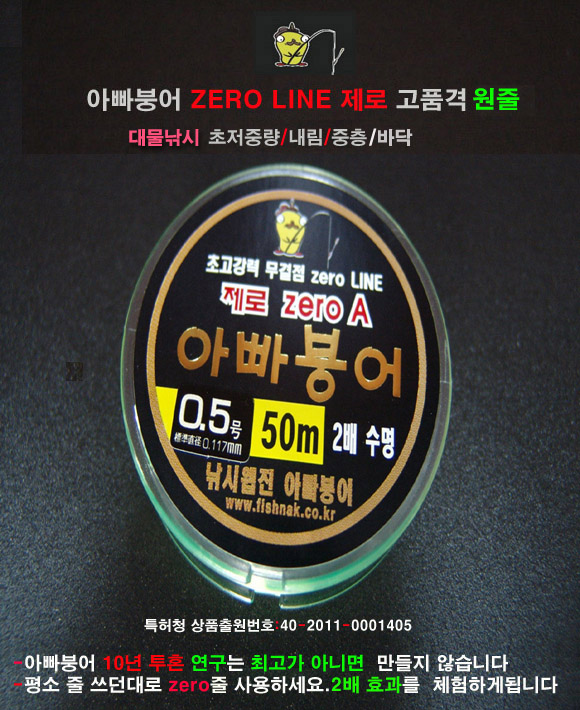 아빠붕어 ZERO LINE 제로 고품격 원줄
대물낚시 초저중량/내림/중층/바닥
초고강력 무결점 zero LINE
제로 zero A
아빠붕어
0.5号 50m 2배 수명
標準直径 0.117mm
낚시웹진 아빠붕어
www.fishnak.co.kr
특허청 상품출원번호:40-2011-0001405
-아빠붕어 10년 투혼 연구는 최고가 아니면 만들지 않습니다
-평소 줄 쓰던대로 zero줄 사용하세요.2배 효과를 체험하게됩니다